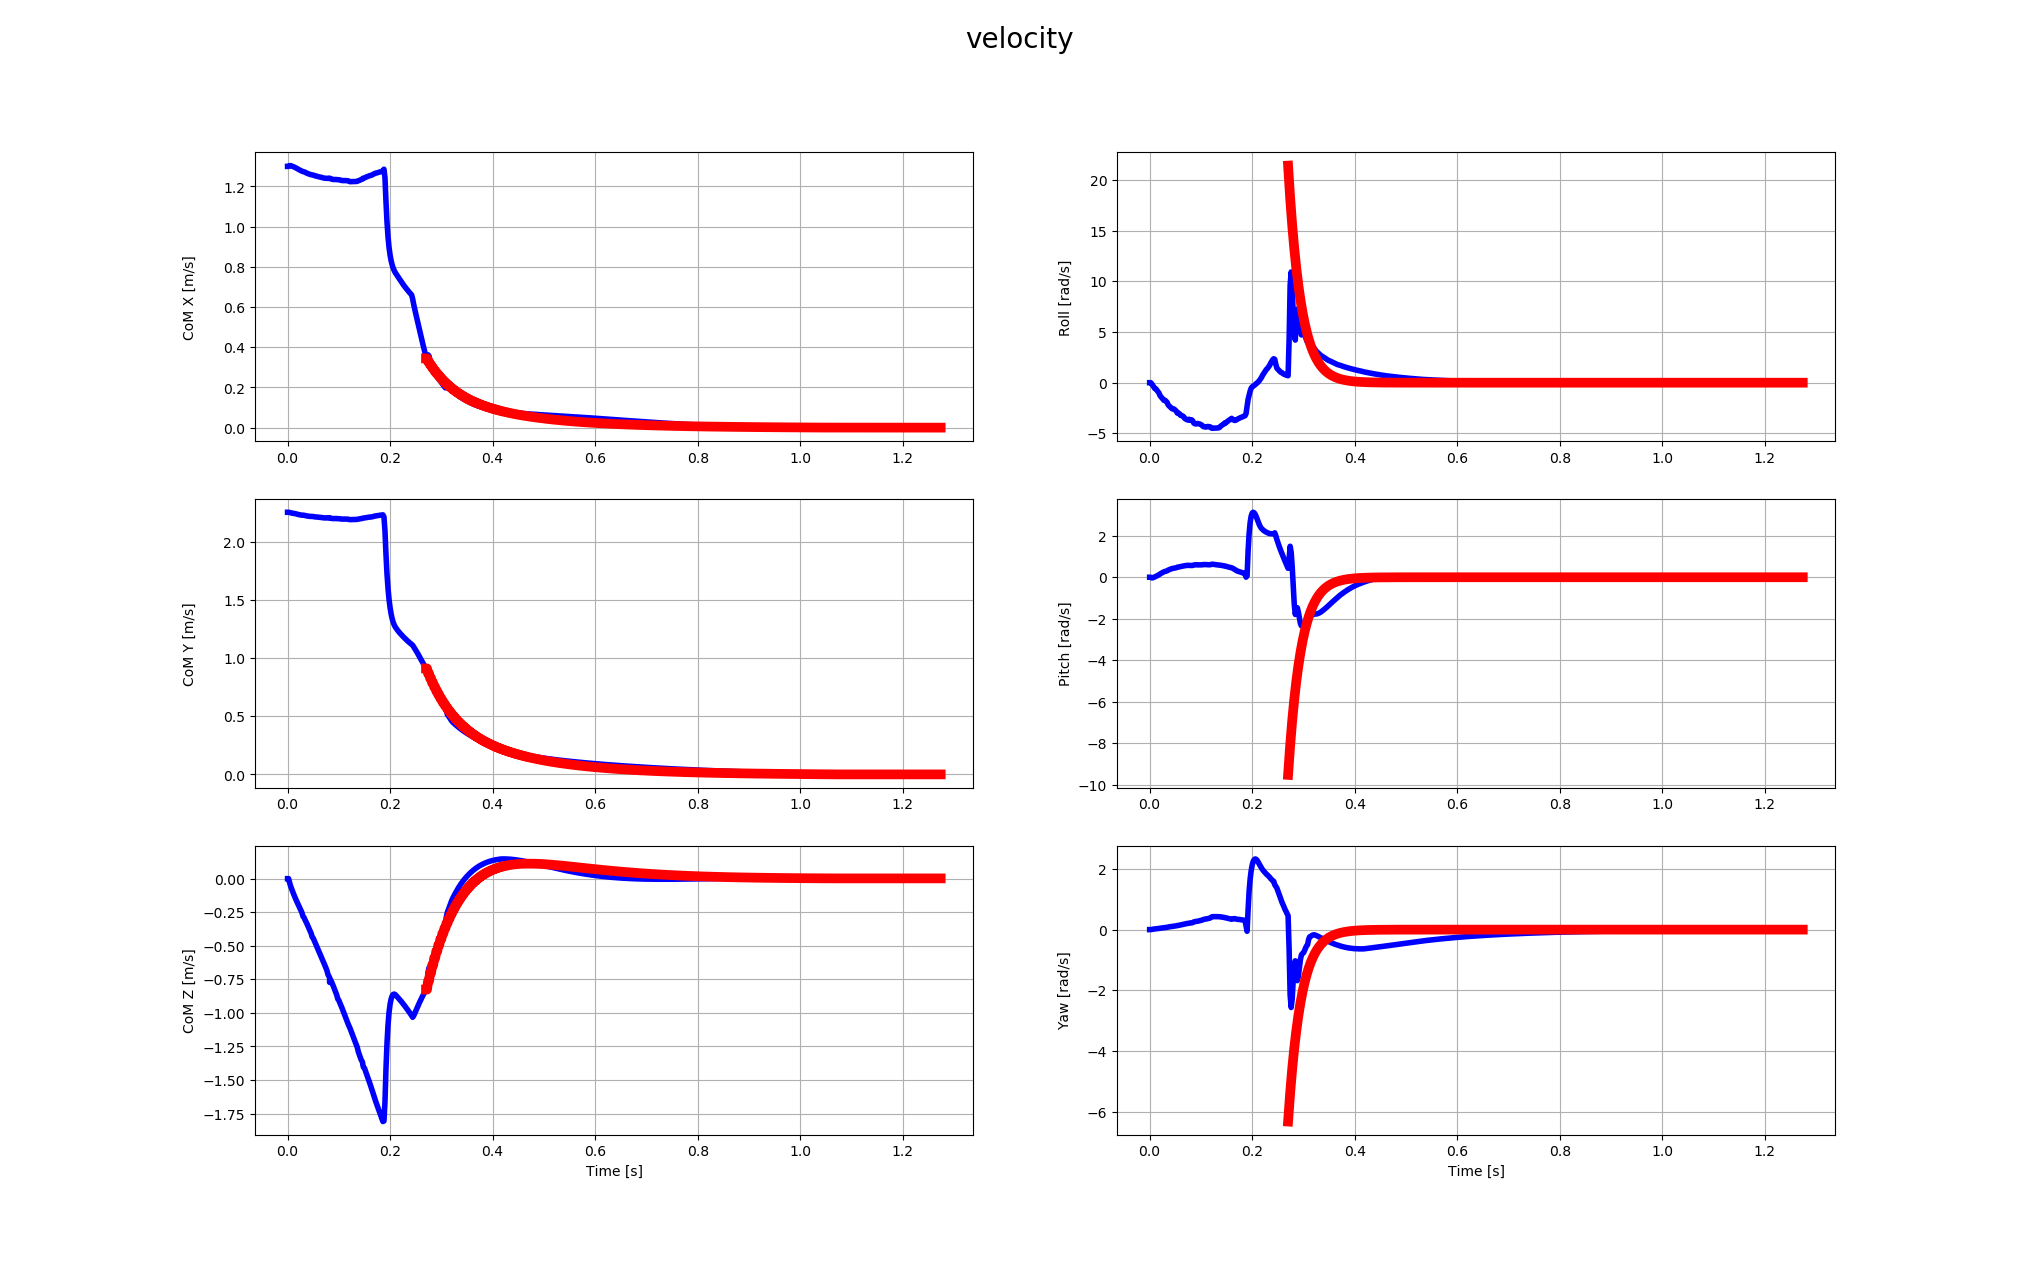 velocity
CoM X [m/s]
1.2
1.0
0.8
0.6
0.4
0.2
0.0
0.0 0.2 0.4 0.6 0.8 1.0 1.2
Roll [rad/s]
20
15
10
5
0
−5
0.0 0.2 0.4 0.6 0.8 1.0 1.2
CoM Y [m/s]
2.0
1.5
1.0
0.5
0.0
0.0 0.2 0.4 0.6 0.8 1.0 1.2
Pitch [rad/s]
2
0
−2
−4
−6
−8
−10
0.0 0.2 0.4 0.6 0.8 1.0 1.2
CoM Z [m/s]
0.00
−0.25
−0.50
−0.75
−1.00
−1.25
−1.50
−1.75
0.0 0.2 0.4 0.6 0.8 1.0 1.2
Time [s]
Yaw [rad/s]
2
0
−2
−4
−6
0.0 0.2 0.4 0.6 0.8 1.0 1.2
Time [s]